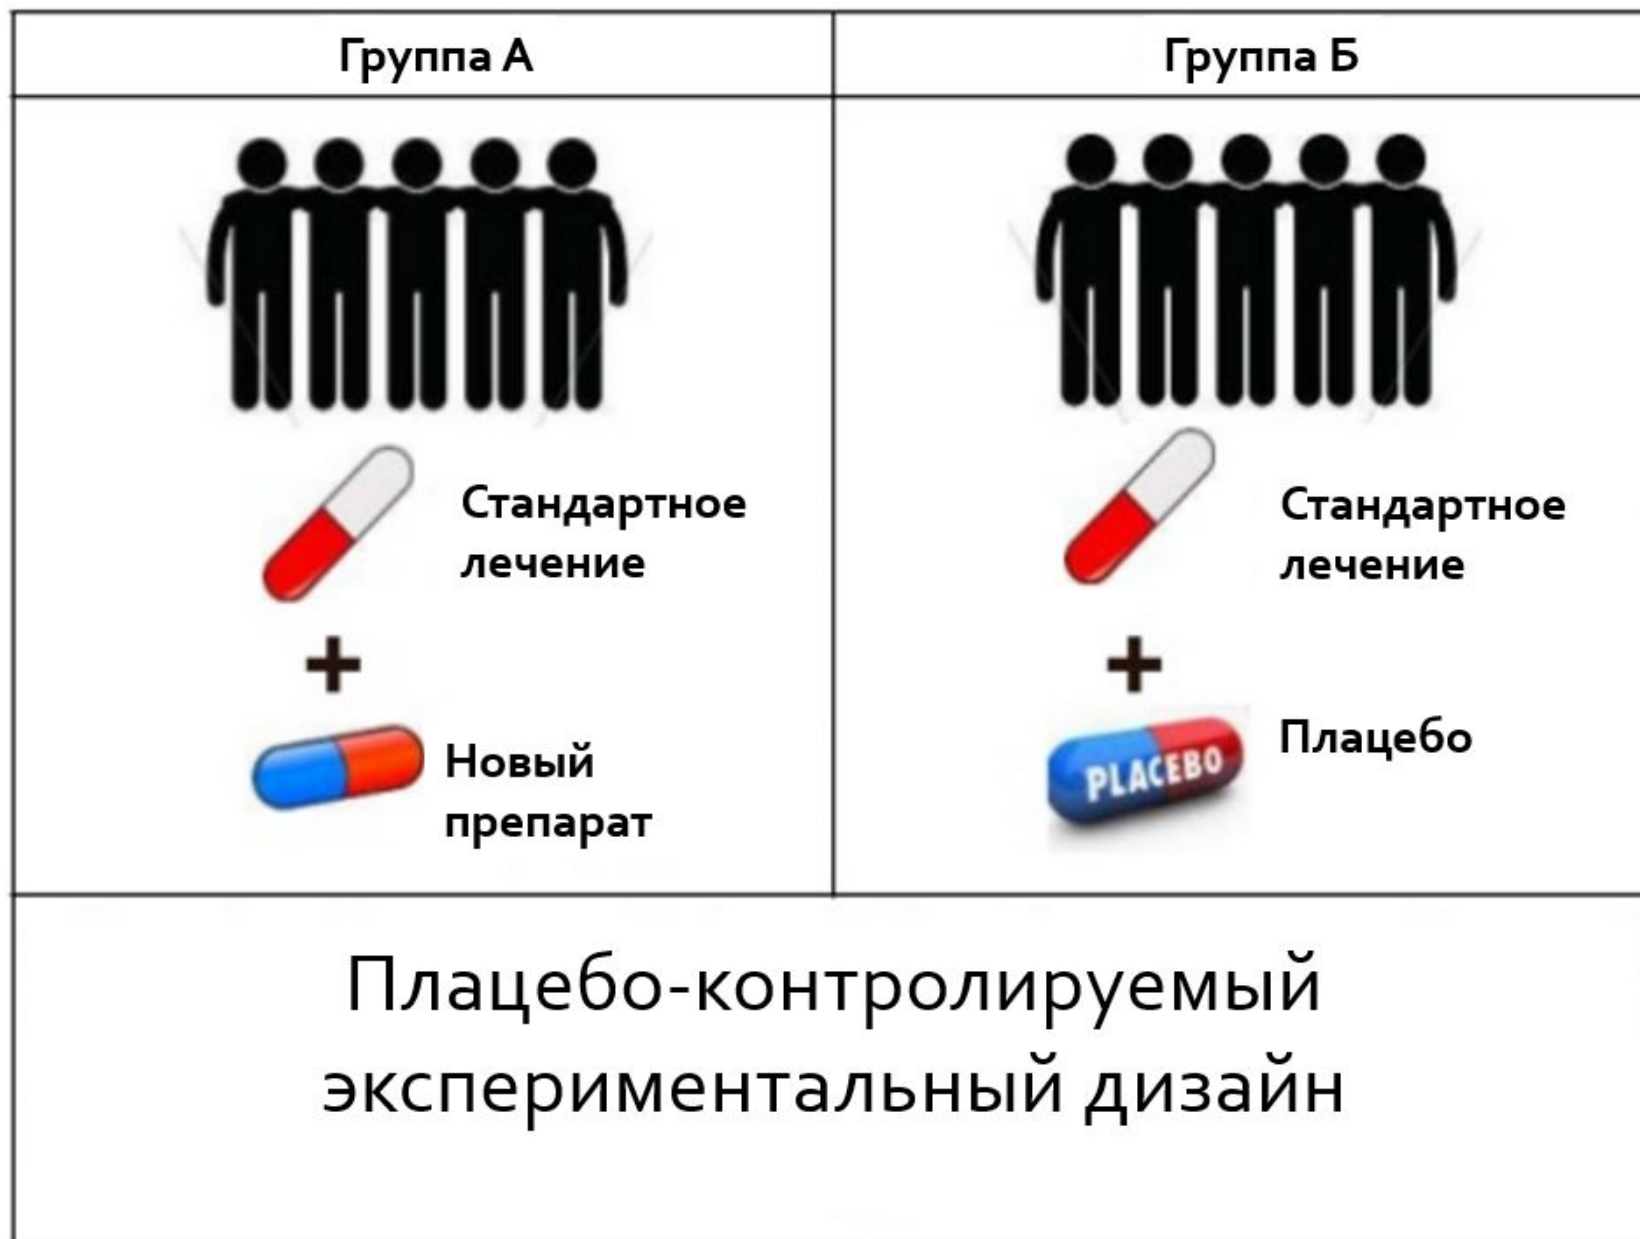 Группа А
Группа Б
Стандартное
лечение
Стандартное
лечение
Новый
препарат
PLACEBO
Плацебо
Плацебо-контролируемый
экспериментальный дизайн